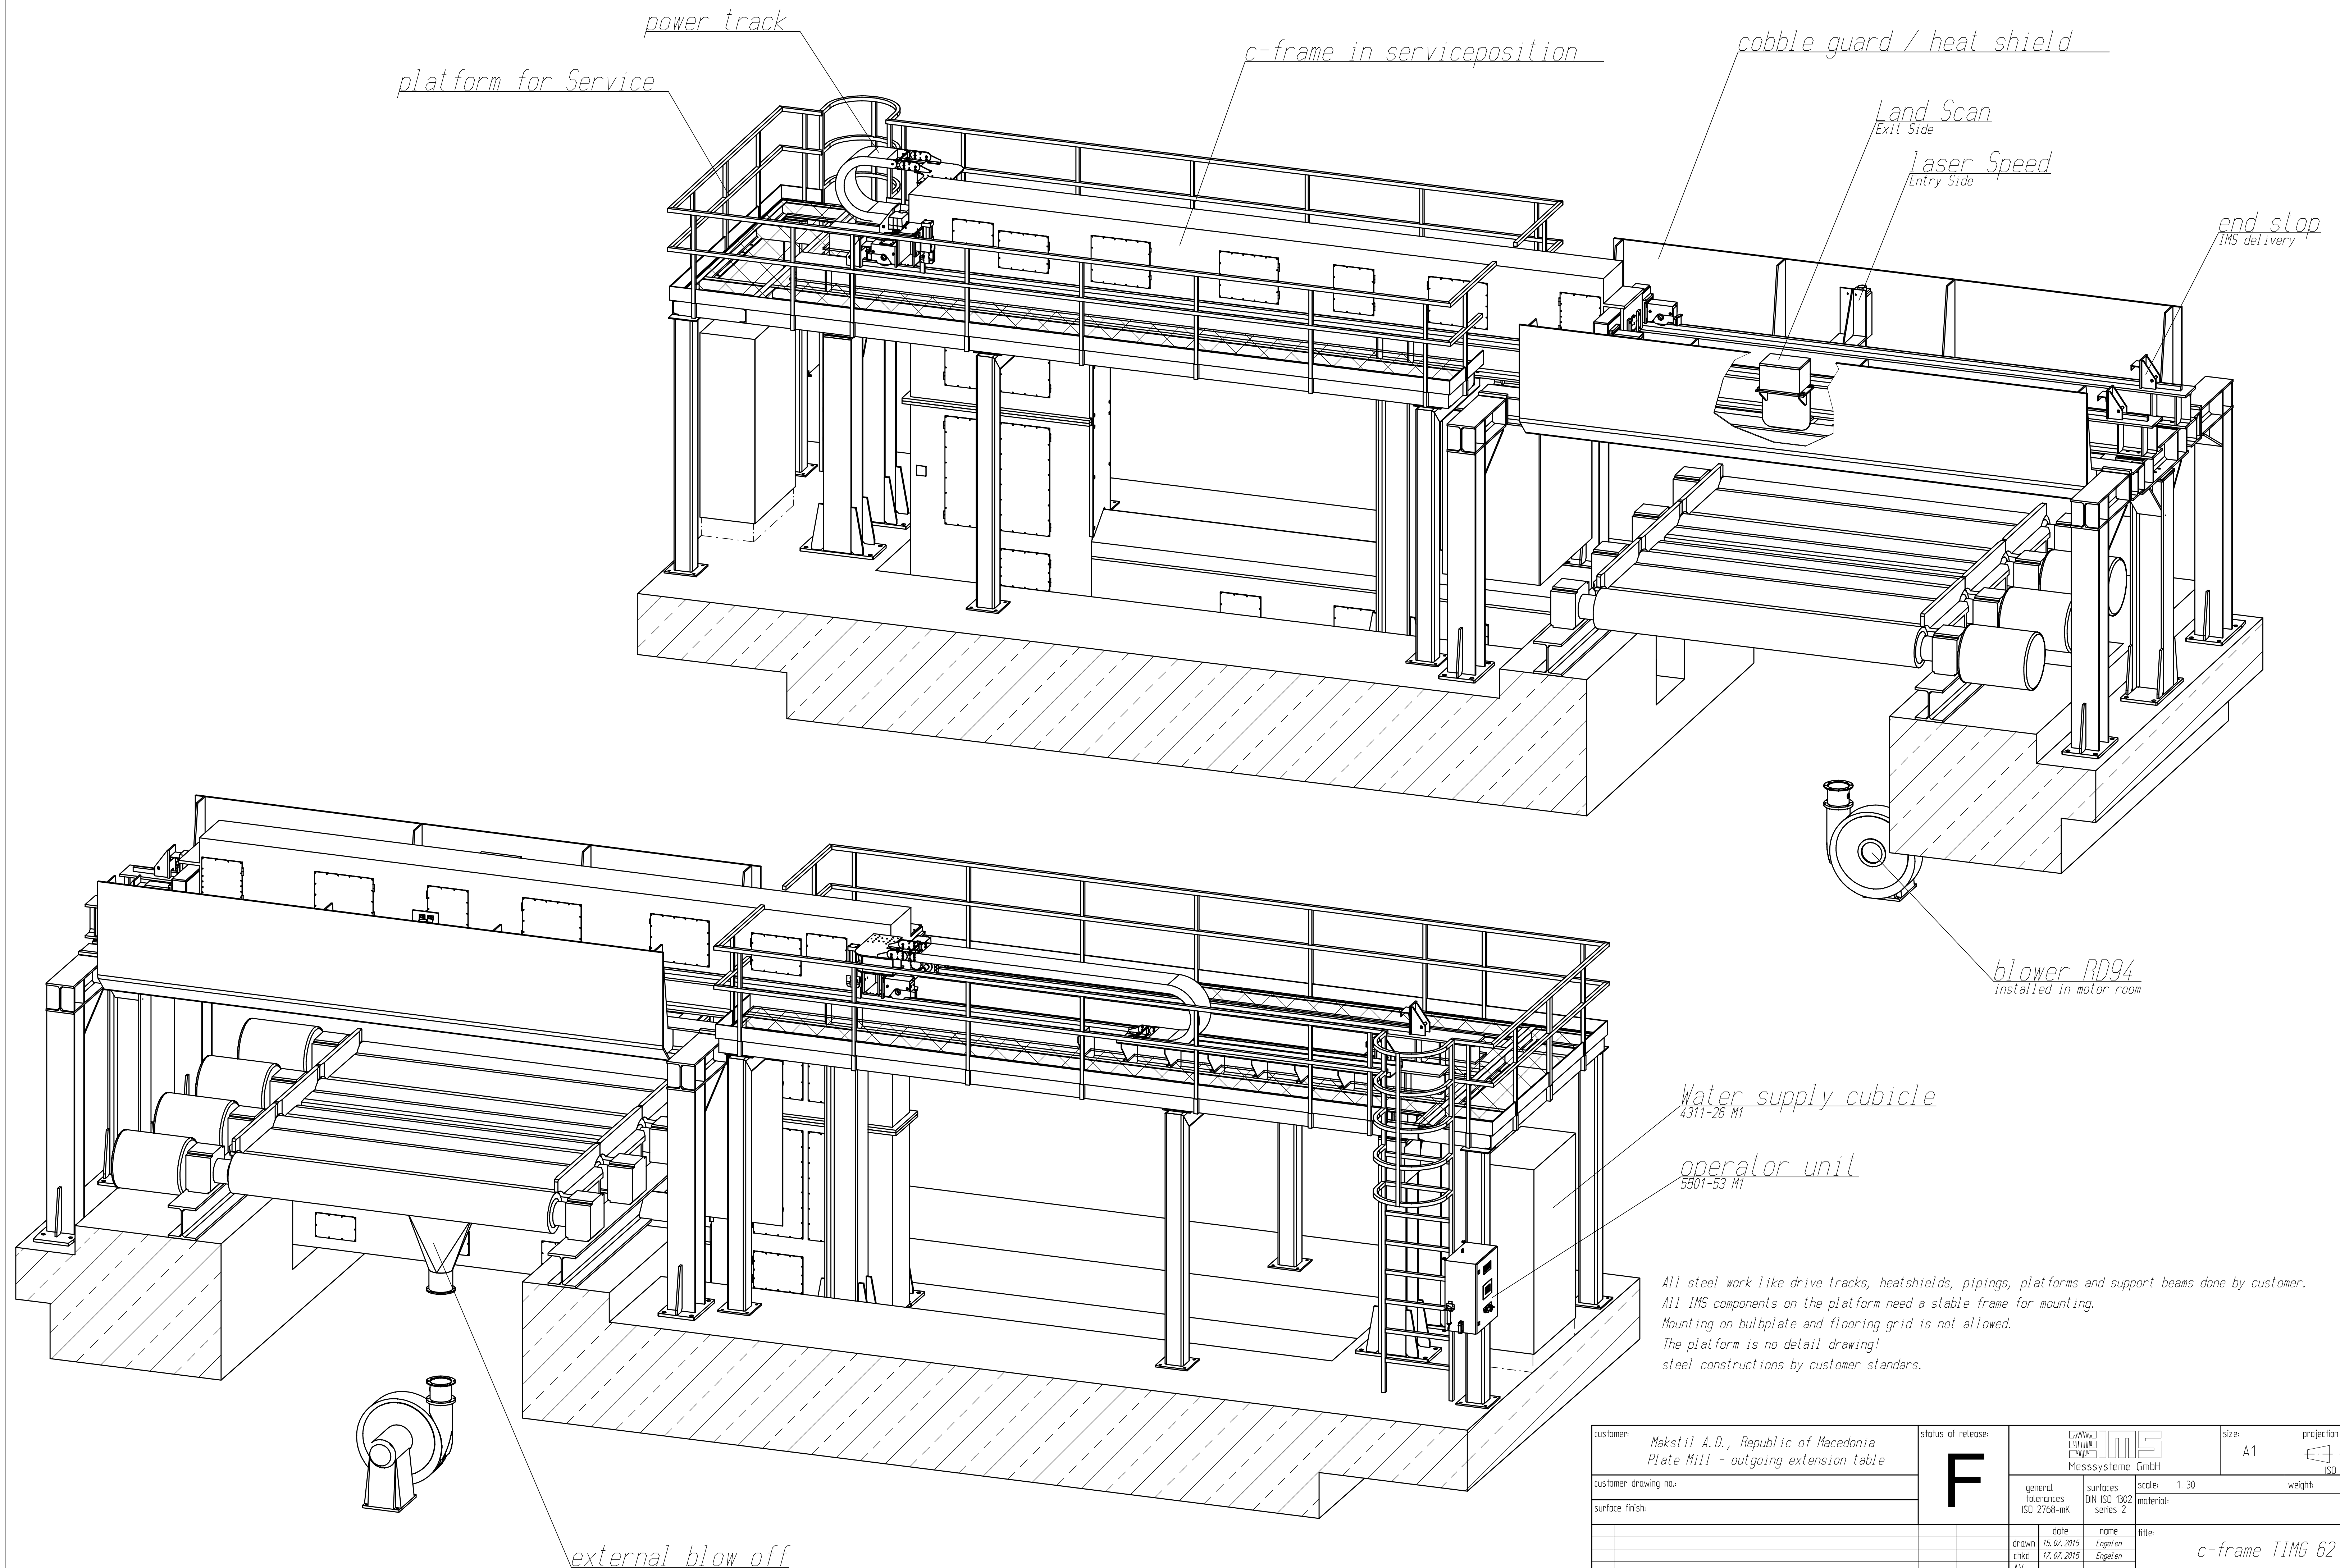 power track
c-frame in serviceposition
cobble guard / heat shield
platform for Service
Land Scan
Exit Side
Laser Speed
Entry Side
end stop
IMS delivery
blower RD94
installed in motor room
Water supply cubicle
4311-26 M1
operator unit
5501-53 M1
All steel work like drive tracks, heatshields, pipings, platforms and support beams done by customer.
All IMS components on the platform need a stable frame for mounting.
Mounting on bulbplate and flooring grid is not allowed.
The platform is no detail drawing!
steel constructions by customer standars.
external blow off
customer:
Makstil A.D., Republic of Macedonia
Plate Mill - outgoing extension table
customer drawing no.:
surface finish:
status of release:
F
IMS
Messsysteme GmbH
size:
A1
projection
ISO
general
tolerances
ISO 2768-mK
surfaces
DIN ISO 1302
series 2
scale: 1:30
weight:
material:
date name
title:
drawn 15.07.2015 Engelen
chkd 17.07.2015 Engelen
c-frame TIMG 62